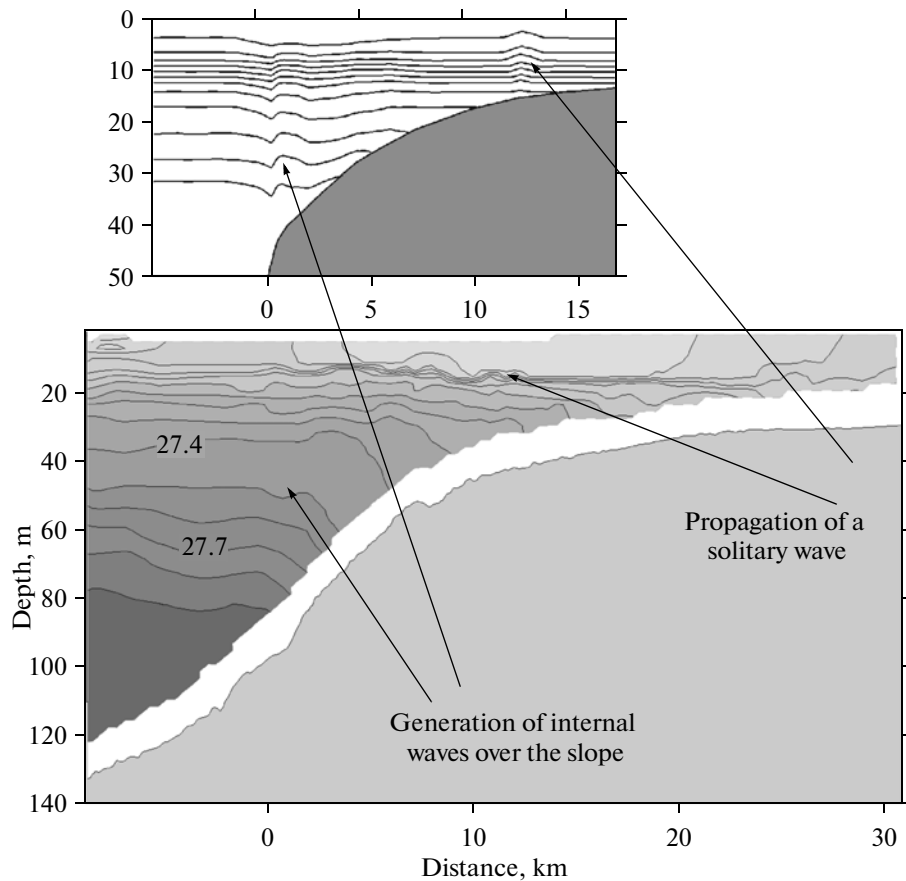 0
10
20
30
40
50
0 5 10 15
20
40
60
80
100
120
140
Depth, m
27.4
27.7
Propagation of a
solitary wave
Generation of internal
waves over the slope
0 10 20 30
Distance, km